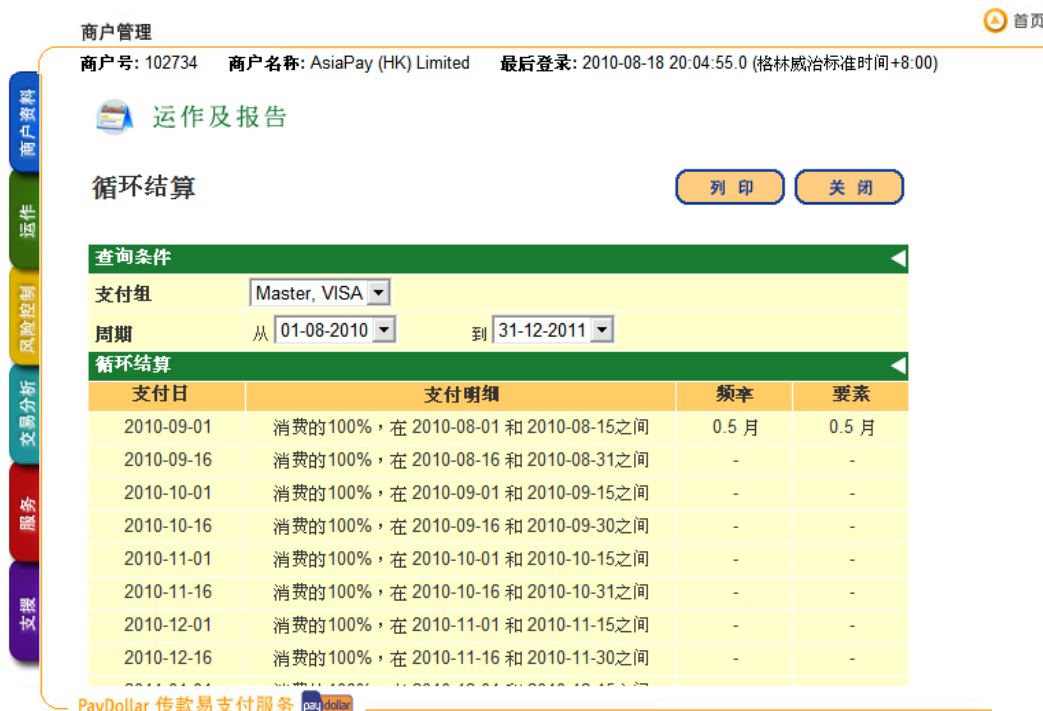 商户管理
首页
商户号: 102734 商户名称: AsiaPay (HK) Limited 最后登录: 2010-08-18 20:04:55.0 (格林威治标准时间+8:00)
商户资料
运作
风险控制
交易分析
服务
支援
运作及报告
循环结算
列印
关闭
查询条件
支付组 Master, VISA
周期 从 01-08-2010 到 31-12-2011
循环结算
支付日 支付明细 频率 要素
2010-09-01 消费的100%，在 2010-08-01 和 2010-08-15之间 0.5 月 0.5 月
2010-09-16 消费的100%，在 2010-08-16 和 2010-08-31之间 - -
2010-10-01 消费的100%，在 2010-09-01 和 2010-09-15之间 - -
2010-10-16 消费的100%，在 2010-09-16 和 2010-09-30之间 - -
2010-11-01 消费的100%，在 2010-10-01 和 2010-10-15之间 - -
2010-11-16 消费的100%，在 2010-10-16 和 2010-10-31之间 - -
2010-12-01 消费的100%，在 2010-11-01 和 2010-11-15之间 - -
2010-12-16 消费的100%，在 2010-11-16 和 2010-11-30之间 - -
PayDollar 传款易支付服务 paydollar